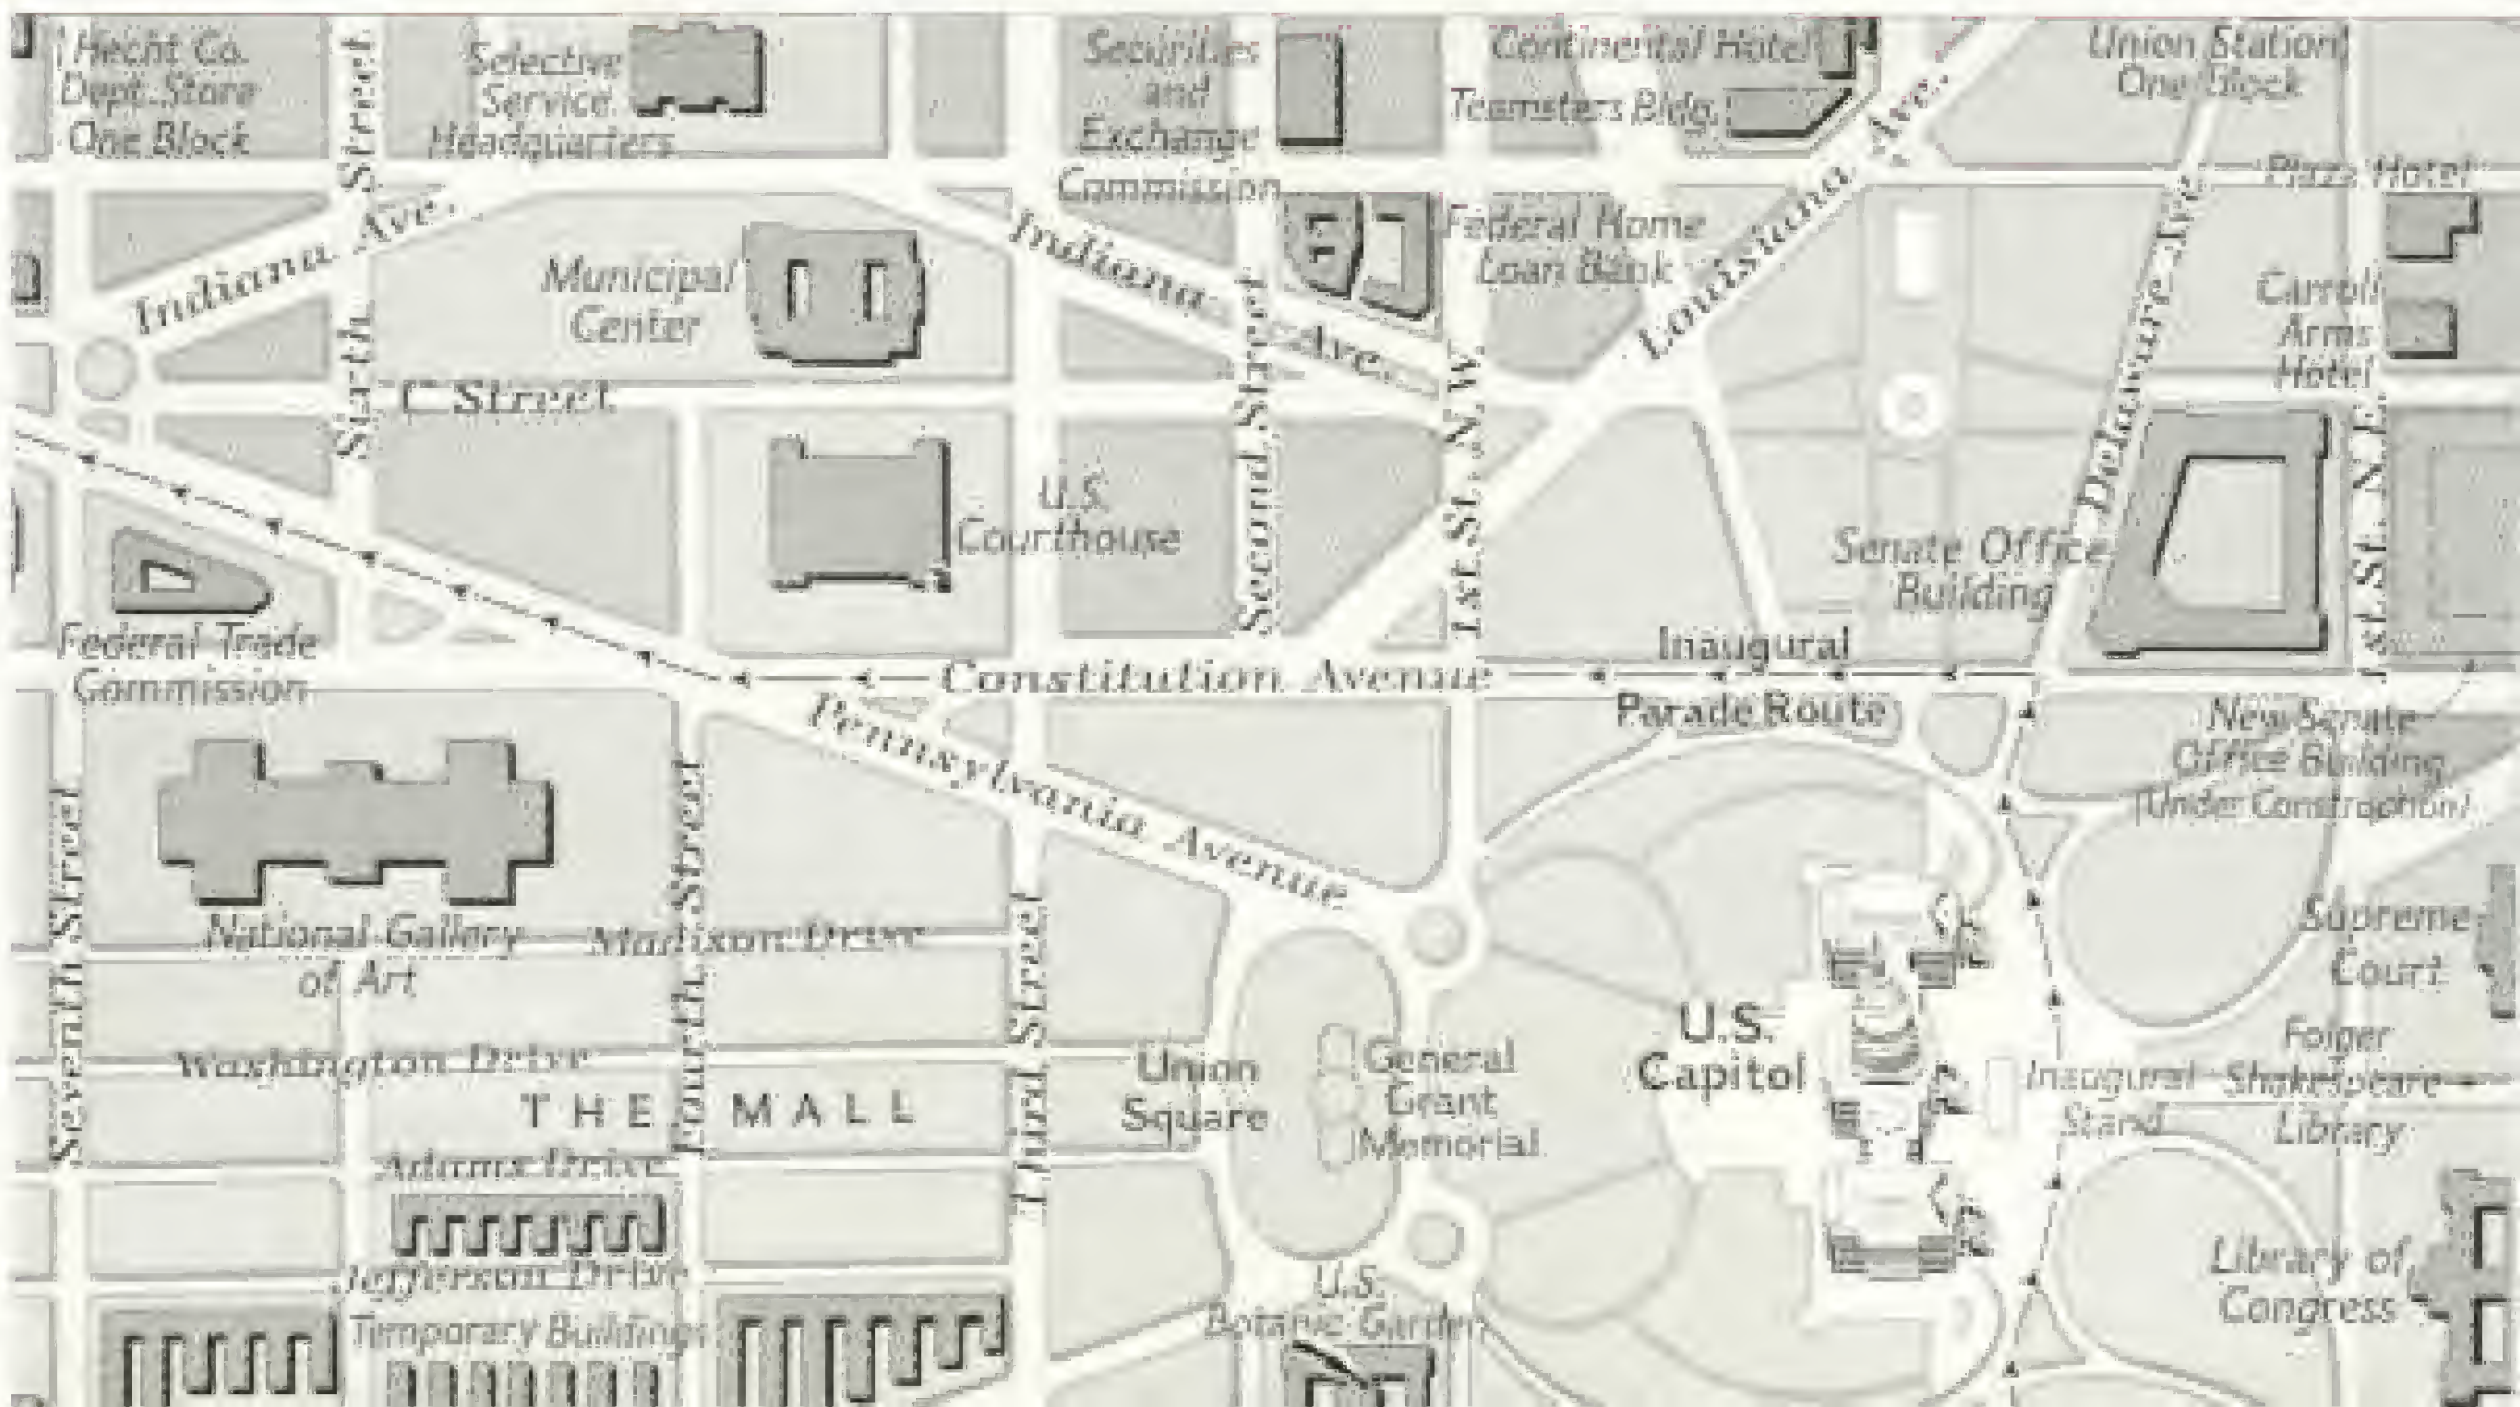 Hecht Co.
Dept. Store
One Block
Street
Selective
Service
Headquarters
Securities
and
Exchange
Commission
Continental Hotel
Teamsters Bldg.
Union Station
One Block
Plaza Hotel
Louisiana Ave.
Indiana Ave.
Municipal
Center
Indiana Ave.
Federal Home
Loan Bank
Delaware Ave.
Carroll
Arms
Hotel
Sixth
C Street
Second Street
1st. St. N.W.
1st. St. N.E.
U.S.
Courthouse
Senate Office
Building
Federal Trade
Commission
Constitution Avenue
Inaugural
Parade Route
New Senate
Office Building
(Under Construction)
Pennsylvania Avenue
Seventh Street
Fourth Street
Third Street
National Gallery
of Art
Madison Drive
Supreme
Court
Washington Drive
THE MALL
Union
Square
General
Grant
Memorial
U.S.
Capitol
Inaugural
Stand
Folger
Shakespeare
Library
Adams Drive
Jefferson Drive
Temporary Buildings
U.S.
Botanic Garden
Library of
Congress